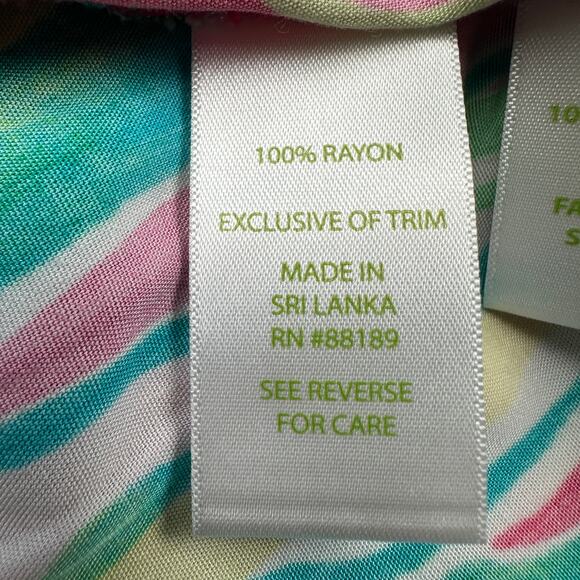 100% RAYON
EXCLUSIVE OF TRIM
MADE IN
SRI LANKA
RN #88189
SEE REVERSE
FOR CARE